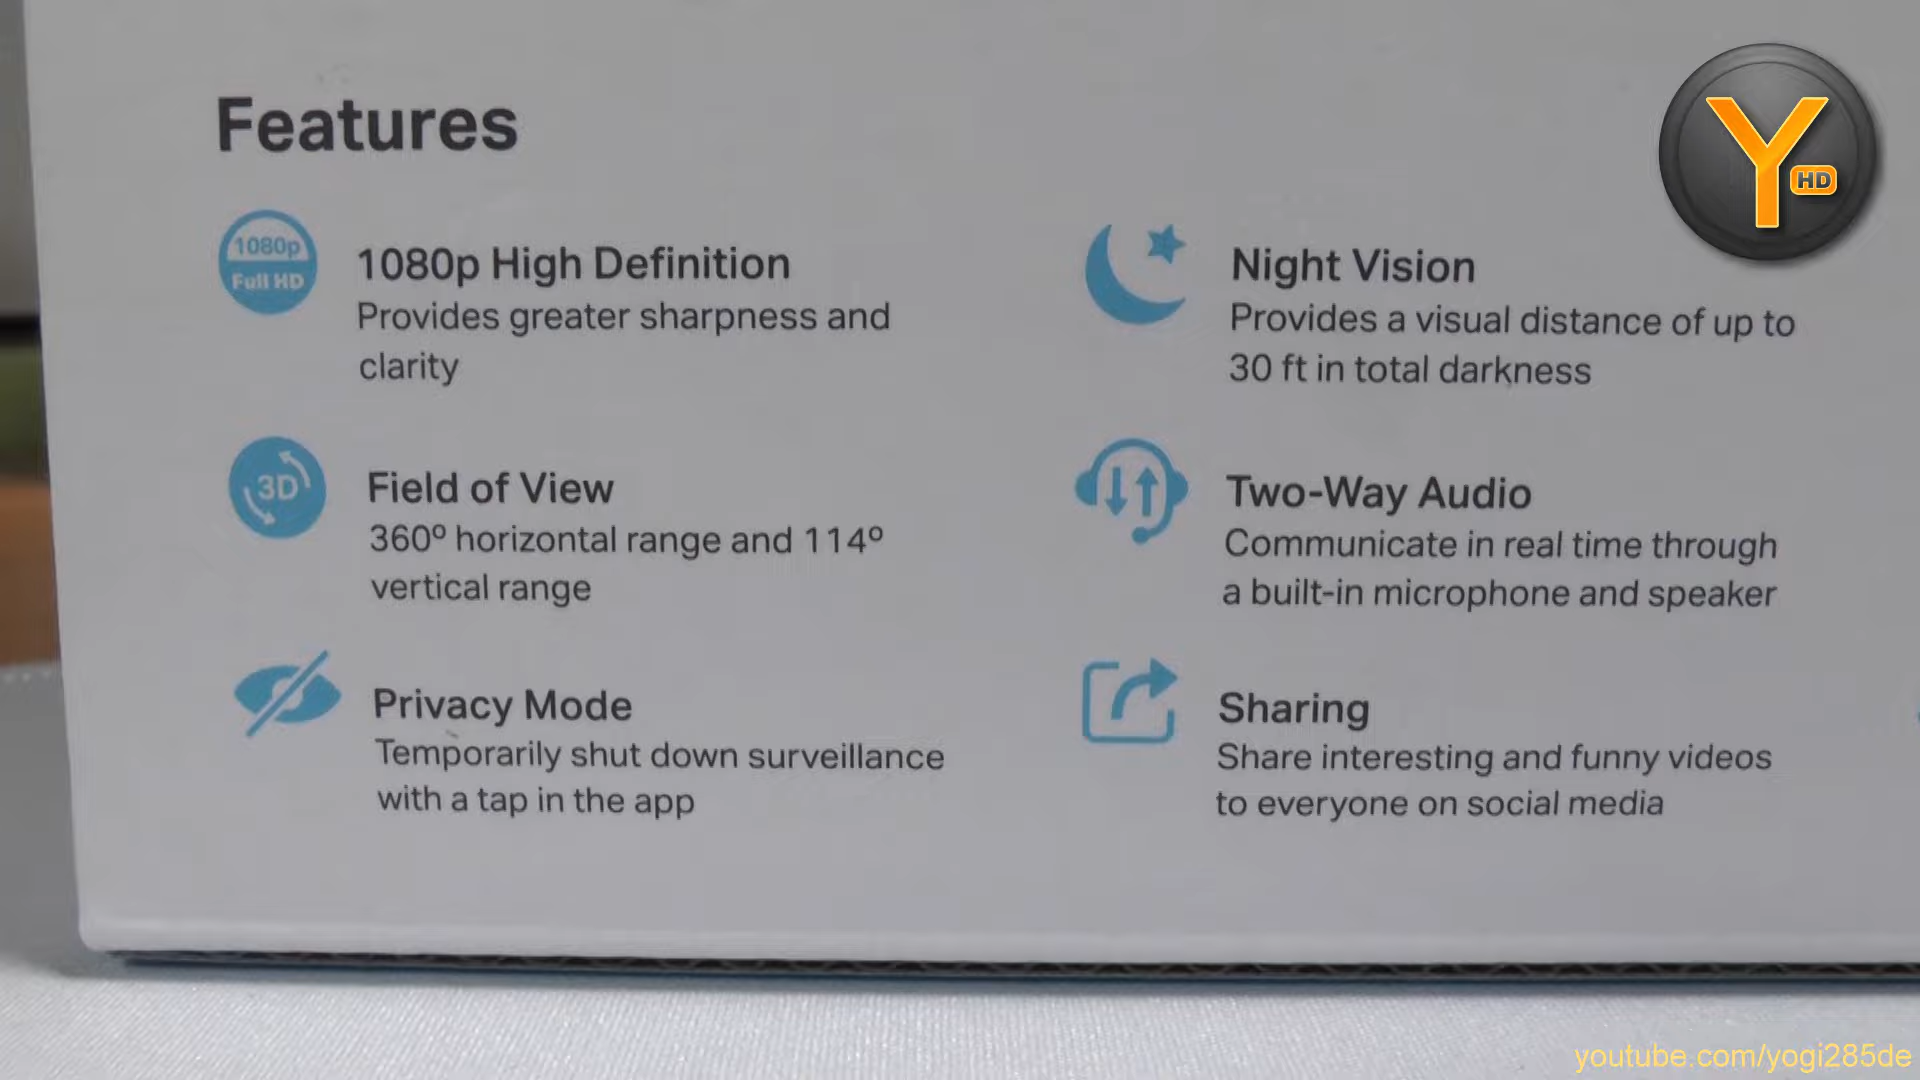 Features
1080p
Full HD
1080p High Definition
Provides greater sharpness and
clarity
Night Vision
Provides a visual distance of up to
30 ft in total darkness
3D
Field of View
360º horizontal range and 114º
vertical range
Two-Way Audio
Communicate in real time through
a built-in microphone and speaker
Privacy Mode
Temporarily shut down surveillance
with a tap in the app
Sharing
Share interesting and funny videos
to everyone on social media
Y
HD
youtube.com/yogi285de